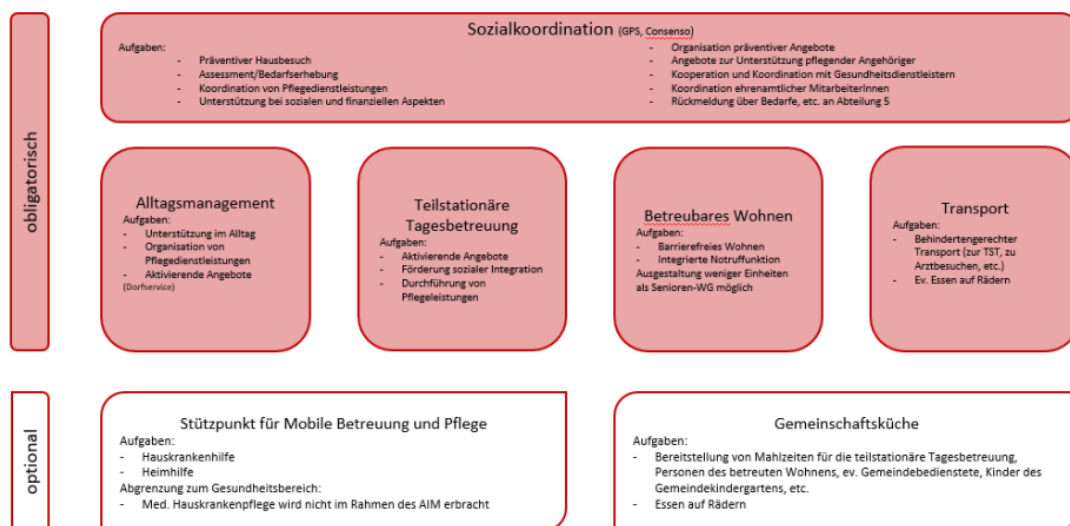 obligatorisch
Sozialkoordination (GPS, Consenso)
Aufgaben:
- Präventiver Hausbesuch
- Assessment/Bedarfserhebung
- Koordination von Pflegedienstleistungen
- Unterstützung bei sozialen und finanziellen Aspekten
- Organisation präventiver Angebote
- Angebote zur Unterstützung pflegender Angehöriger
- Kooperation und Koordination mit Gesundheitsdienstleistern
- Koordination ehrenamtlicher MitarbeiterInnen
- Rückmeldung über Bedarfe, etc. an Abteilung 5
Alltagsmanagement
Aufgaben:
- Unterstützung im Alltag
- Organisation von
Pflegedienstleistungen
- Aktivierende Angebote
(Dorfservice)
Teilstationäre
Tagesbetreuung
Aufgaben:
- Aktivierende Angebote
- Förderung sozialer Integration
- Durchführung von
Pflegeleistungen
Betreubares Wohnen
Aufgaben:
- Barrierefreies Wohnen
- Integrierte Notruffunktion
Ausgestaltung weniger Einheiten
als Senioren-WG möglich
Transport
Aufgaben:
- Behindertengerechter
Transport (zur TST, zu
Arztbesuchen, etc.)
- Ev. Essen auf Rädern
optional
Stützpunkt für Mobile Betreuung und Pflege
Aufgaben:
- Hauskrankenhilfe
- Heimhilfe
Abgrenzung zum Gesundheitsbereich:
- Med. Hauskrankenpflege wird nicht im Rahmen des AIM erbracht
Gemeinschaftsküche
Aufgaben:
- Bereitstellung von Mahlzeiten für die teilstationäre Tagesbetreuung,
Personen des betreuten Wohnens, ev. Gemeindebedienstete, Kinder des
Gemeindekindergartens, etc.
- Essen auf Rädern